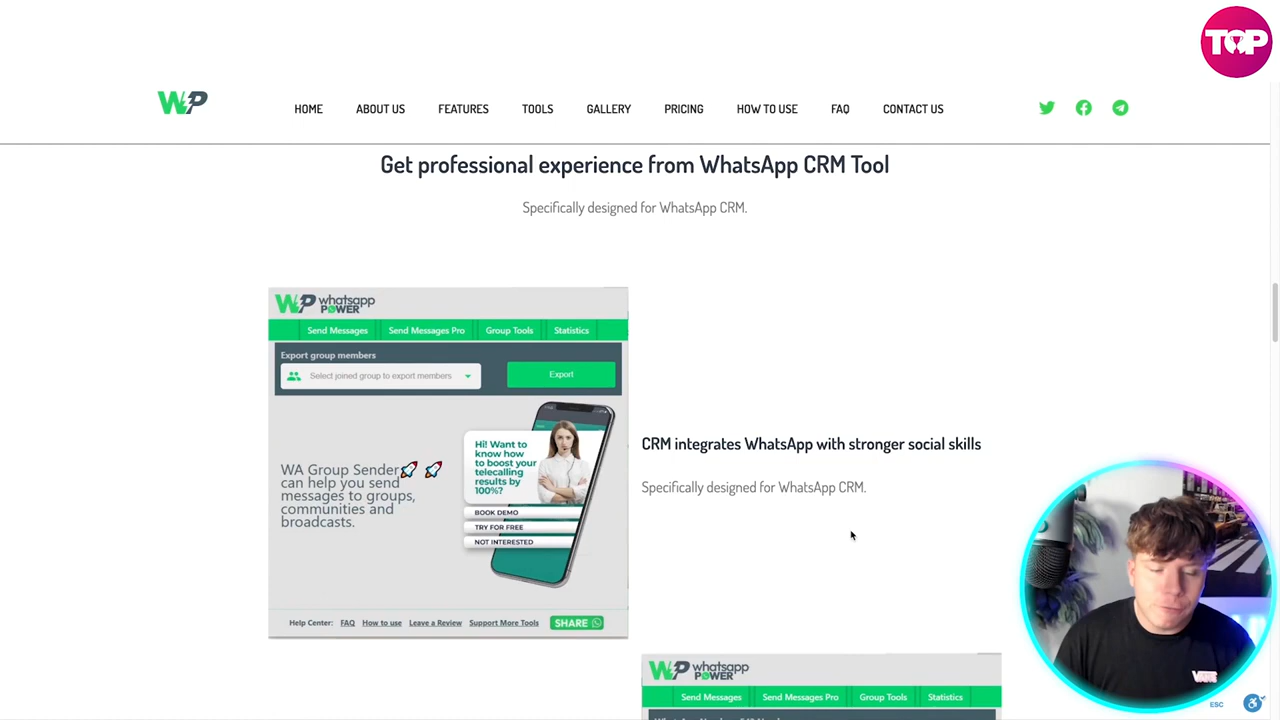 TOP
WP
HOME ABOUT US FEATURES TOOLS GALLERY PRICING HOW TO USE FAQ CONTACT US
Get professional experience from WhatsApp CRM Tool
Specifically designed for WhatsApp CRM.
WP whatsapp
POWER
Send Messages Send Messages Pro Group Tools Statistics
Export group members
Select joined group to export members Export
Hi! Want to
know how
to boost your
telecalling
results by
100%?
BOOK DEMO
TRY FOR FREE
NOT INTERESTED
WA Group Sender🚀 🚀
can help you send
messages to groups,
communities and
broadcasts.
Help Center: FAQ How to use Leave a Review Support More Tools SHARE
CRM integrates WhatsApp with stronger social skills
Specifically designed for WhatsApp CRM.
WP whatsapp
POWER
Send Messages Send Messages Pro Group Tools Statistics
VANS
ESC